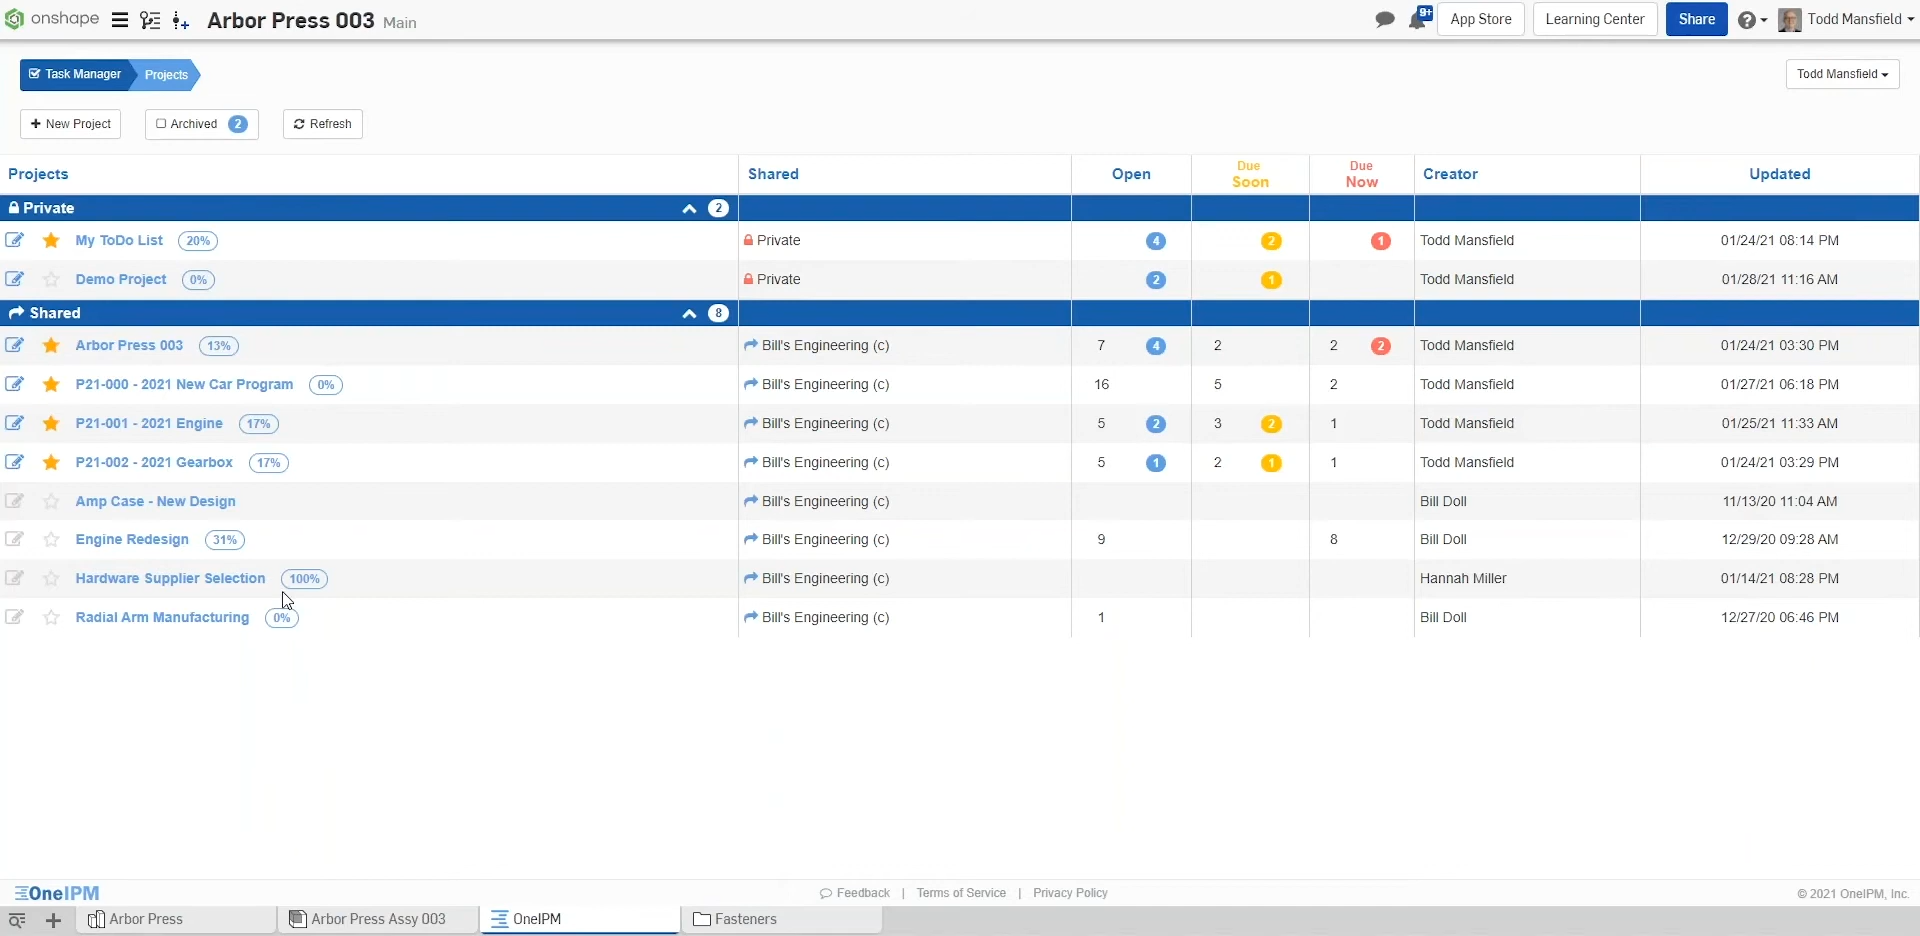 onshape Arbor Press 003 Main 9+ App Store Learning Center Share Todd Mansfield
Task Manager Projects Todd Mansfield
+ New Project Archived 2 Refresh
Projects Shared Open Due Soon Due Now Creator Updated
Private 2
My ToDo List 20% Private 4 2 1 Todd Mansfield 01/24/21 08:14 PM
Demo Project 0% Private 2 1 Todd Mansfield 01/28/21 11:16 AM
Shared 8
Arbor Press 003 13% Bill's Engineering (c) 7 4 2 2 2 Todd Mansfield 01/24/21 03:30 PM
P21-000 - 2021 New Car Program 0% Bill's Engineering (c) 16 5 2 Todd Mansfield 01/27/21 06:18 PM
P21-001 - 2021 Engine 17% Bill's Engineering (c) 5 2 3 2 1 Todd Mansfield 01/25/21 11:33 AM
P21-002 - 2021 Gearbox 17% Bill's Engineering (c) 5 1 2 1 1 Todd Mansfield 01/24/21 03:29 PM
Amp Case - New Design Bill's Engineering (c) Bill Doll 11/13/20 11:04 AM
Engine Redesign 31% Bill's Engineering (c) 9 8 Bill Doll 12/29/20 09:28 AM
Hardware Supplier Selection 100% Bill's Engineering (c) Hannah Miller 01/14/21 08:28 PM
Radial Arm Manufacturing 0% Bill's Engineering (c) 1 Bill Doll 12/27/20 06:46 PM
OneIPM Feedback | Terms of Service | Privacy Policy © 2021 OneIPM, Inc.
Arbor Press Arbor Press Assy 003 OneIPM Fasteners